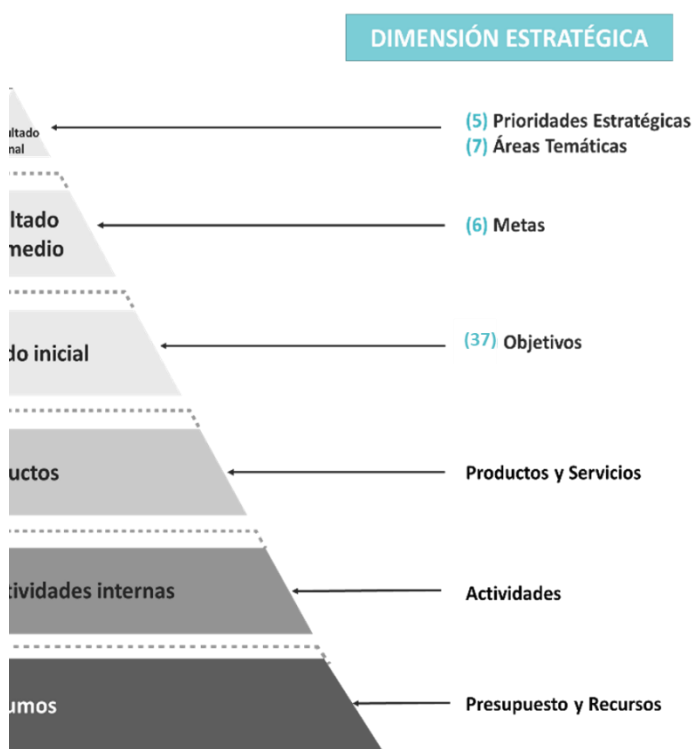 DIMENSIÓN ESTRATÉGICA
ultado
nal
(5) Prioridades Estratégicas
(7) Áreas Temáticas
ltado
medio
(6) Metas
do inicial
(37) Objetivos
uctos
Productos y Servicios
tividades internas
Actividades
umos
Presupuesto y Recursos